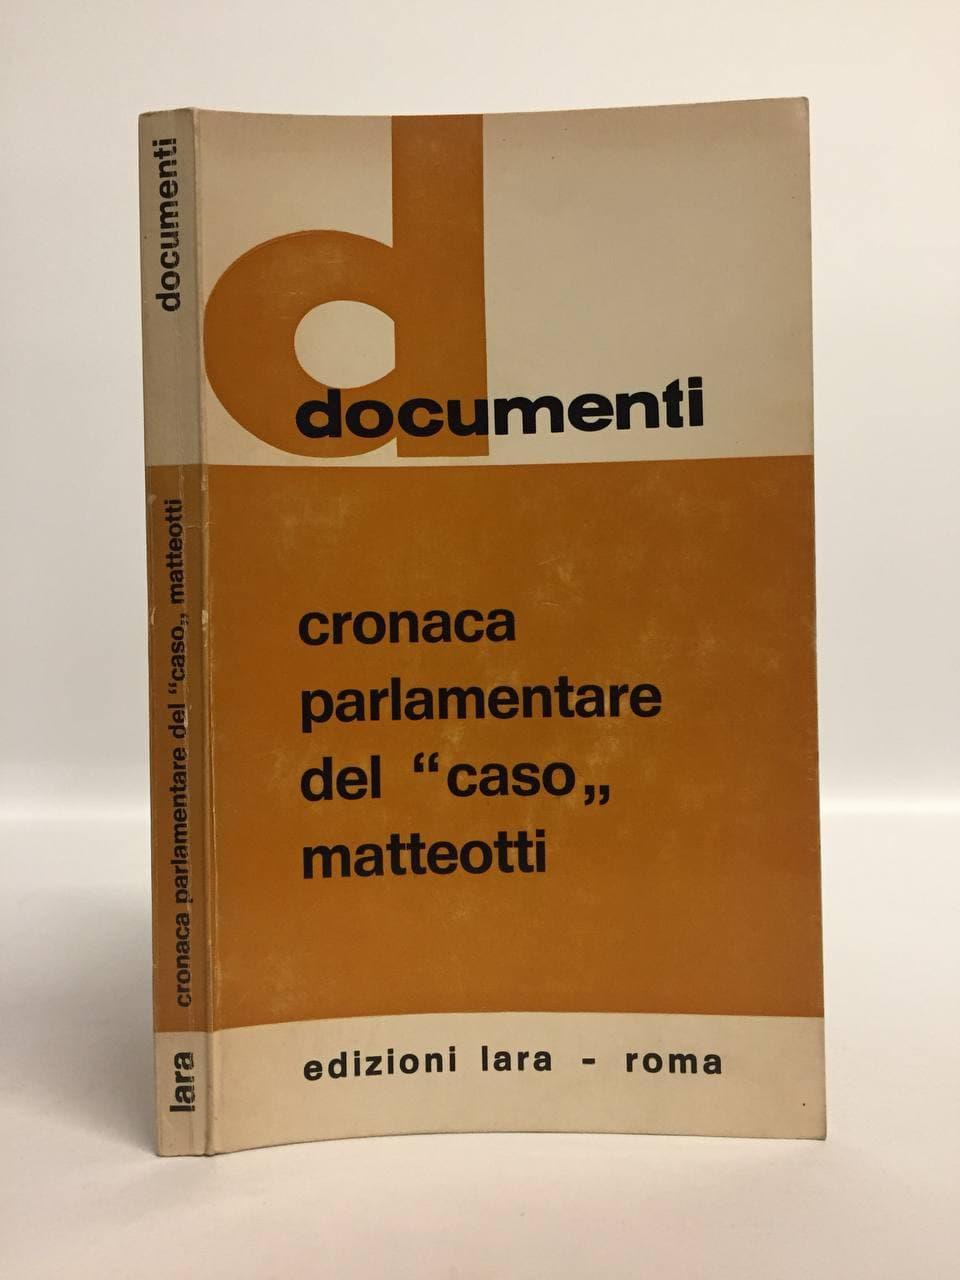 documenti
cronaca parlamentare del “caso„ matteotti
lara
d
documenti
cronaca
parlamentare
del “caso„
matteotti
edizioni lara - roma